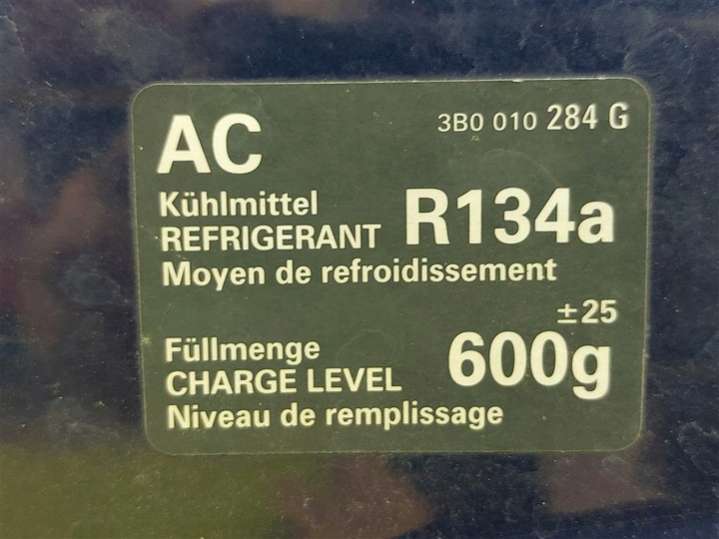 AC
3B0 010 284 G
Kühlmittel
REFRIGERANT R134a
Moyen de refroidissement
±25
Füllmenge
CHARGE LEVEL 600g
Niveau de remplissage